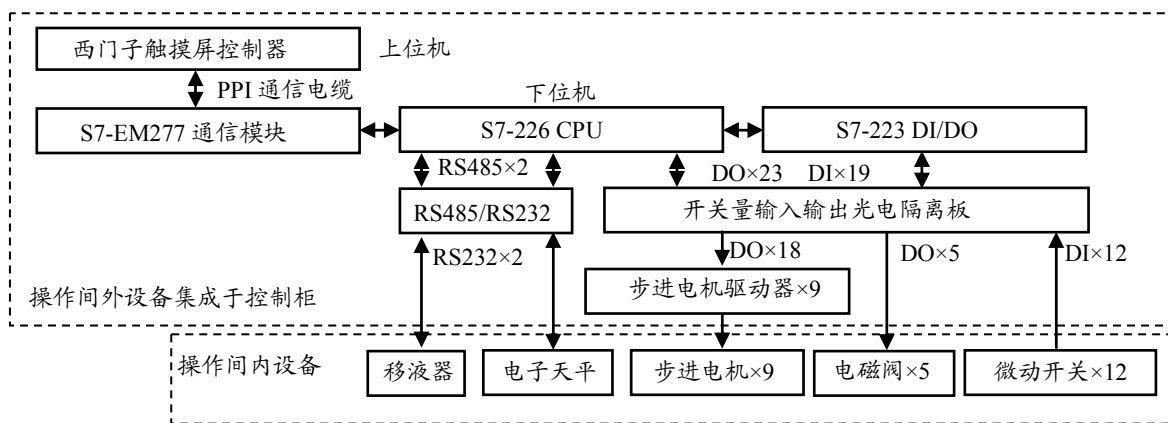 西门子触摸屏控制器
上位机
PPI 通信电缆
下位机
S7-EM277 通信模块
S7-226 CPU
S7-223 DI/DO
RS485×2
DO×23
DI×19
RS485/RS232
开关量输入输出光电隔离板
RS232×2
DO×18
DO×5
DI×12
步进电机驱动器×9
操作间外设备集成于控制柜
操作间内设备
移液器
电子天平
步进电机×9
电磁阀×5
微动开关×12